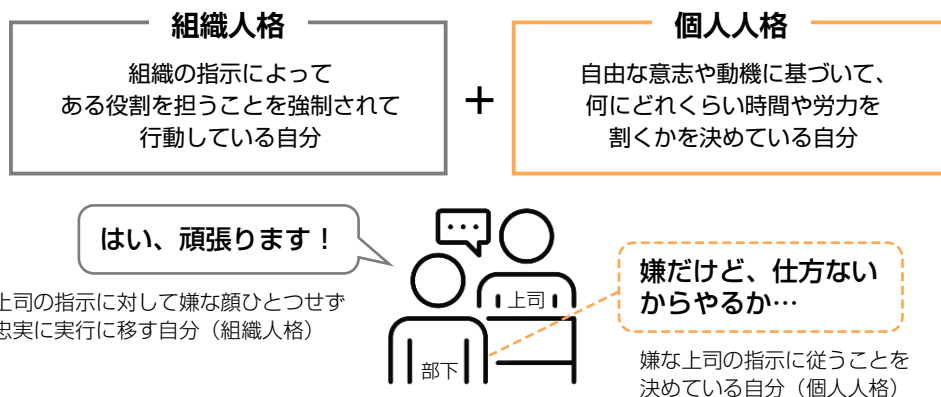 組織人格
組織の指示によって
ある役割を担うことを強制されて
行動している自分
+
個人人格
自由な意志や動機に基づいて、
何にどれくらい時間や労力を
割くかを決めている自分
はい、頑張ります！
上司の指示に対して嫌な顔ひとつせず
忠実に実行に移す自分（組織人格）
上司
部下
嫌だけど、仕方ない
からやるか…
嫌な上司の指示に従うことを
決めている自分（個人人格）